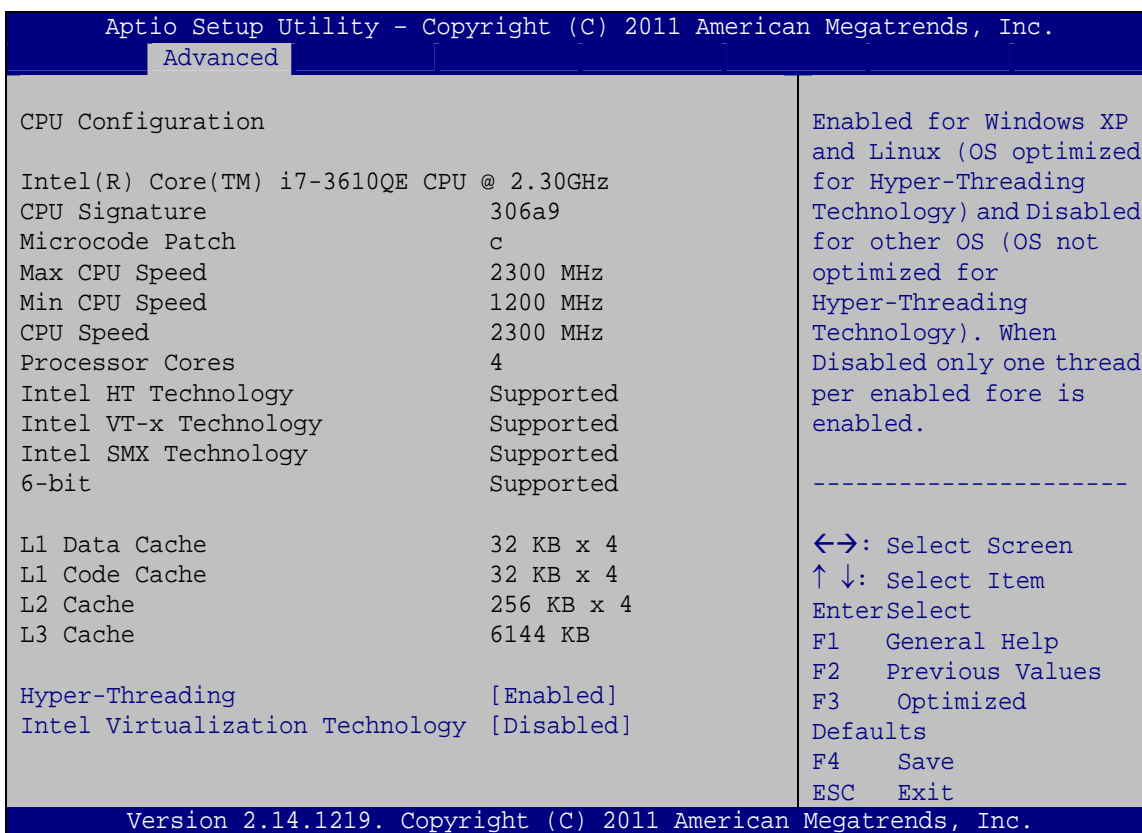 Aptio Setup Utility – Copyright (C) 2011 American Megatrends, Inc.
Advanced
CPU Configuration
Intel(R) Core(TM) i7-3610QE CPU @ 2.30GHz
CPU Signature 306a9
Microcode Patch c
Max CPU Speed 2300 MHz
Min CPU Speed 1200 MHz
CPU Speed 2300 MHz
Processor Cores 4
Intel HT Technology Supported
Intel VT-x Technology Supported
Intel SMX Technology Supported
6-bit Supported
L1 Data Cache 32 KB x 4
L1 Code Cache 32 KB x 4
L2 Cache 256 KB x 4
L3 Cache 6144 KB
Hyper-Threading [Enabled]
Intel Virtualization Technology [Disabled]
Enabled for Windows XP
and Linux (OS optimized
for Hyper-Threading
Technology) and Disabled
for other OS (OS not
optimized for
Hyper-Threading
Technology). When
Disabled only one thread
per enabled fore is
enabled.
----------------------
←→: Select Screen
↑ ↓: Select Item
EnterSelect
F1 General Help
F2 Previous Values
F3 Optimized
Defaults
F4 Save
ESC Exit
Version 2.14.1219. Copyright (C) 2011 American Megatrends, Inc.